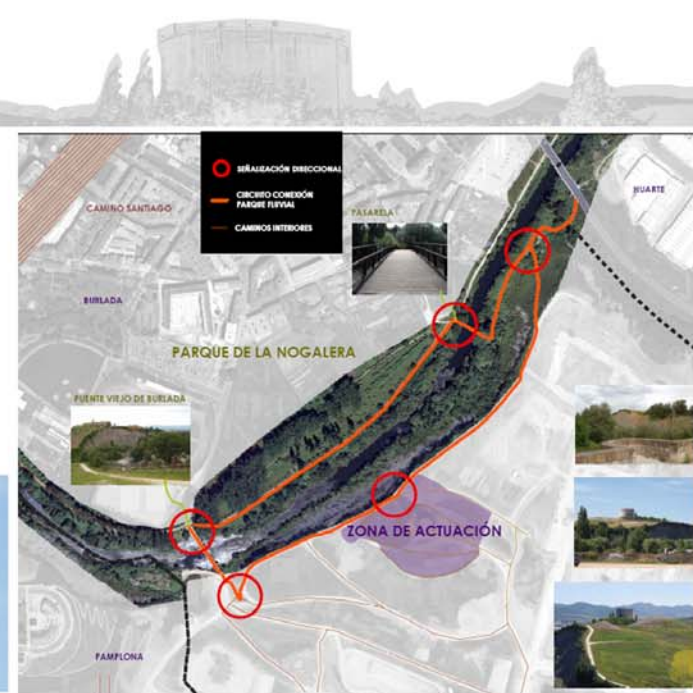 SEÑALIZACIÓN DIRECCIONAL
CIRCUITO CONEXIÓN
PARQUE FLUVIAL
CAMINOS INTERIORES
HUARTE
CAMINO SANTIAGO
PASARELA
BURLADA
PARQUE DE LA NOGALERA
PUENTE VIEJO DE BURLADA
ZONA DE ACTUACIÓN
PAMPLONA